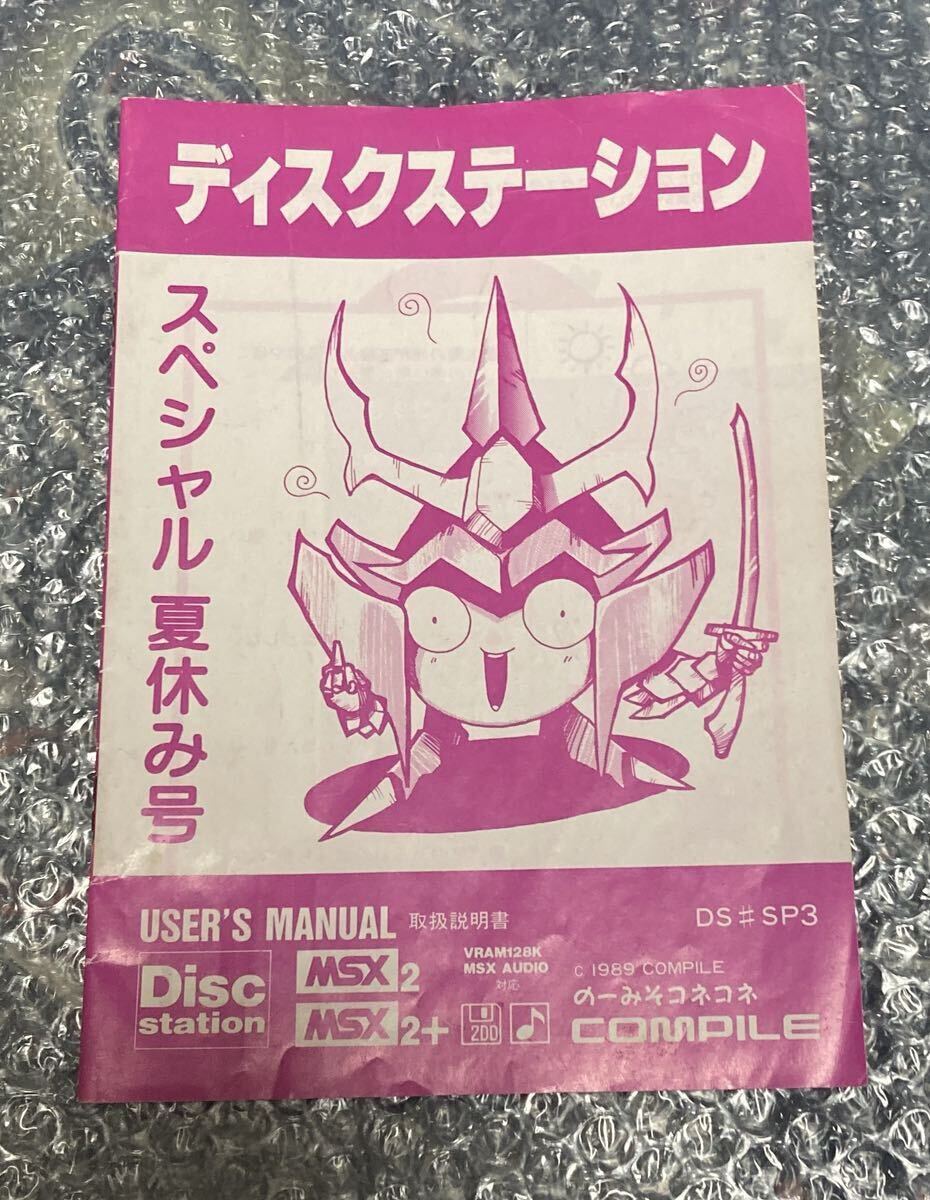 ディスクステーション
スペシャル 夏休み号
USER'S MANUAL 取扱説明書
DS♯SP3
Disc
station
MSX2
MSX2+
VRAM128K
MSX AUDIO
対応
2DD
C 1989 COMPILE
のーみそコネコネ
COMPILE